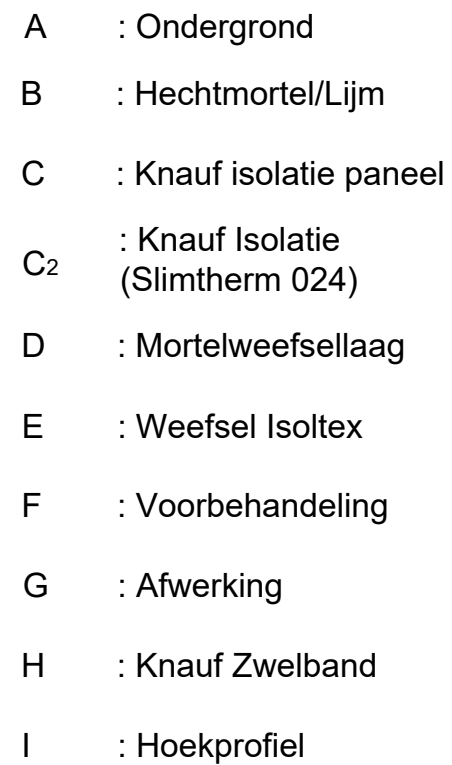 A : Ondergrond
B : Hechtmortel/Lijm
C : Knauf isolatie paneel
C2 : Knauf Isolatie
(Slimtherm 024)
D : Mortelweefsellaag
E : Weefsel Isoltex
F : Voorbehandeling
G : Afwerking
H : Knauf Zwelband
I : Hoekprofiel